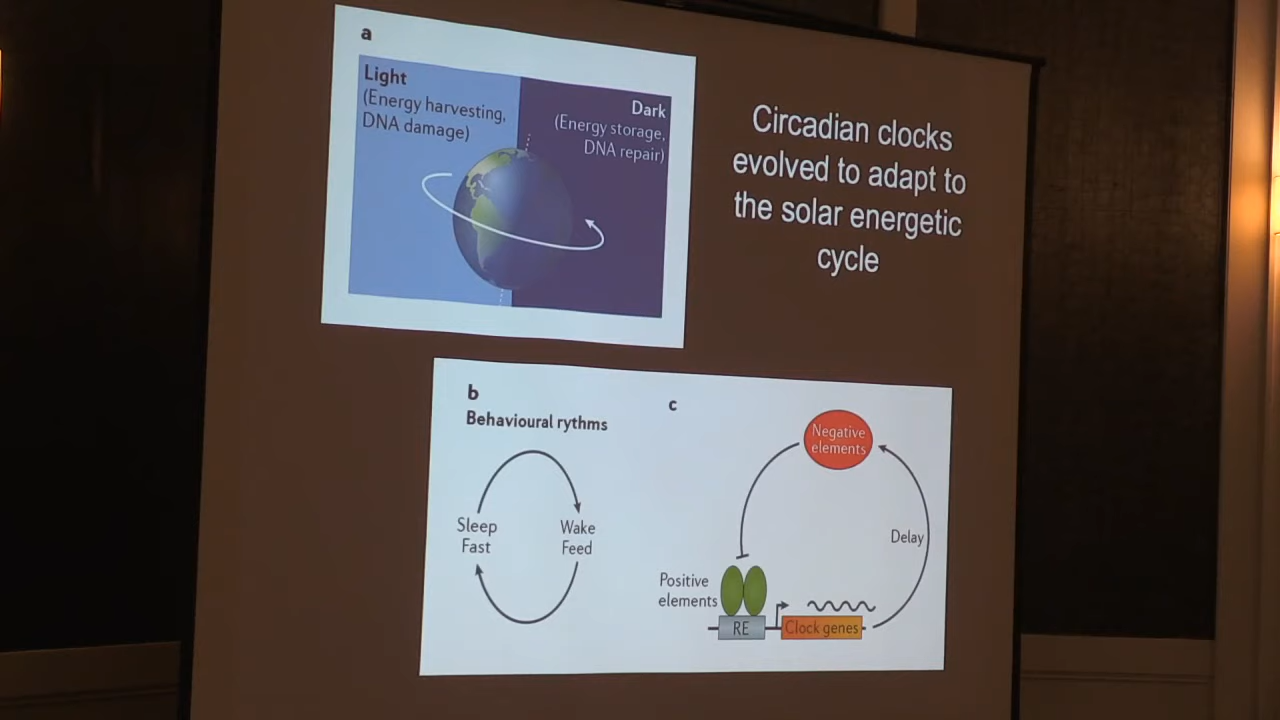 a
Light
(Energy harvesting,
DNA damage)
Dark
(Energy storage,
DNA repair)
Circadian clocks
evolved to adapt to
the solar energetic
cycle
b
Behavioural rythms
Sleep
Fast
Wake
Feed
c
Negative
elements
Delay
Positive
elements
RE
Clock genes